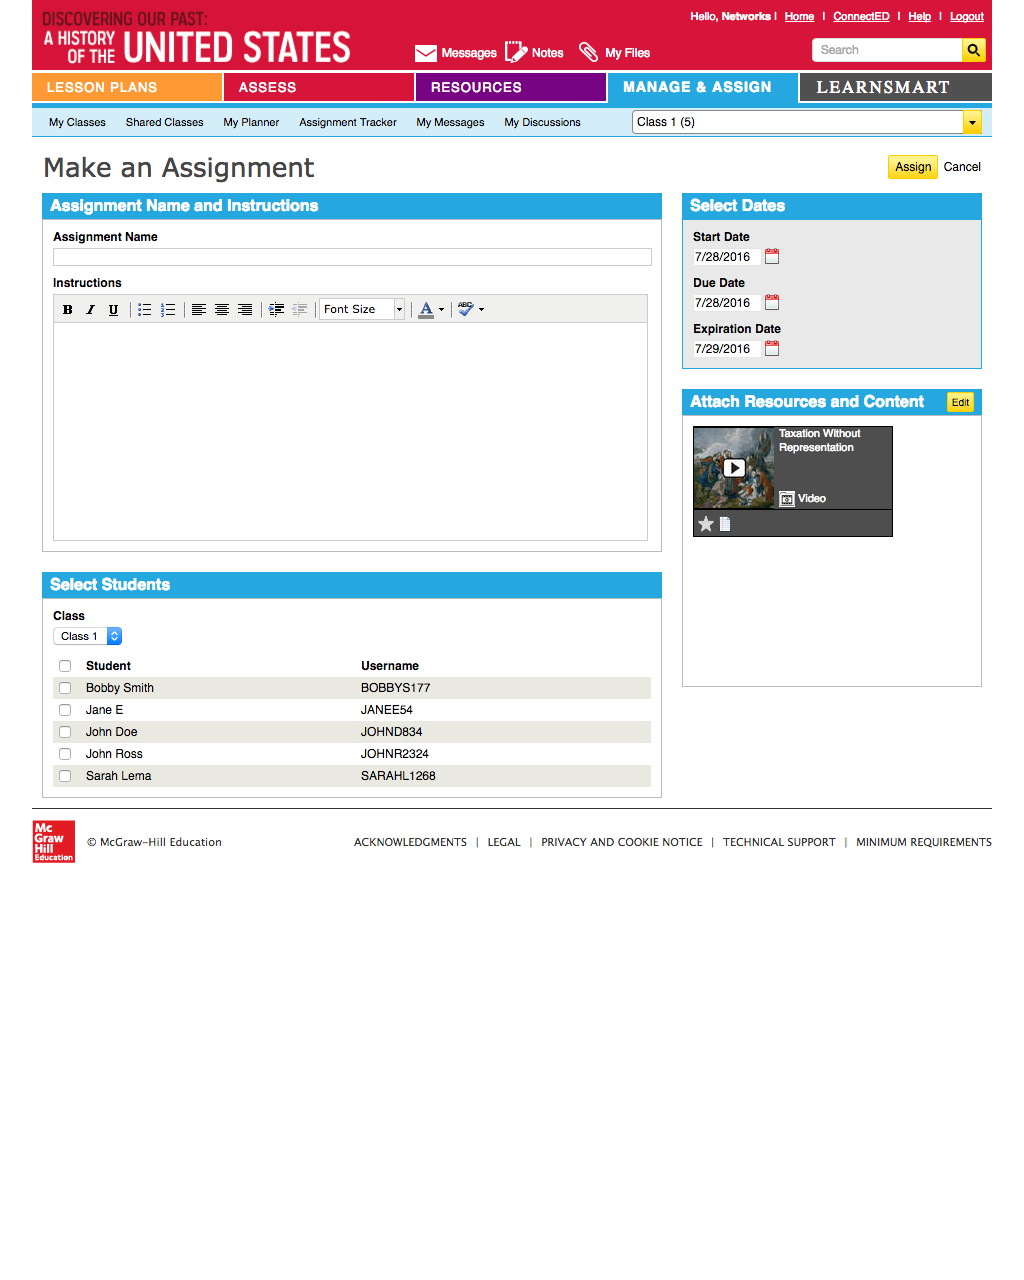 DISCOVERING OUR PAST:
A HISTORY OF THE UNITED STATES
Hello, Networks | Home | ConnectED | Help | Logout
Messages Notes My Files
Search
LESSON PLANS ASSESS RESOURCES MANAGE & ASSIGN LEARNSMART
My Classes Shared Classes My Planner Assignment Tracker My Messages My Discussions Class 1 (5)
Make an Assignment
Assign Cancel
Assignment Name and Instructions
Assignment Name
Instructions
B I U Font Size A ABC
Select Dates
Start Date
7/28/2016
Due Date
7/28/2016
Expiration Date
7/29/2016
Attach Resources and Content Edit
Taxation Without
Representation
Video
Select Students
Class
Class 1
Student Username
Bobby Smith BOBBYS177
Jane E JANEE54
John Doe JOHND834
John Ross JOHNR2324
Sarah Lema SARAHL1268
Mc
Graw
Hill
Education
© McGraw-Hill Education
ACKNOWLEDGMENTS | LEGAL | PRIVACY AND COOKIE NOTICE | TECHNICAL SUPPORT | MINIMUM REQUIREMENTS